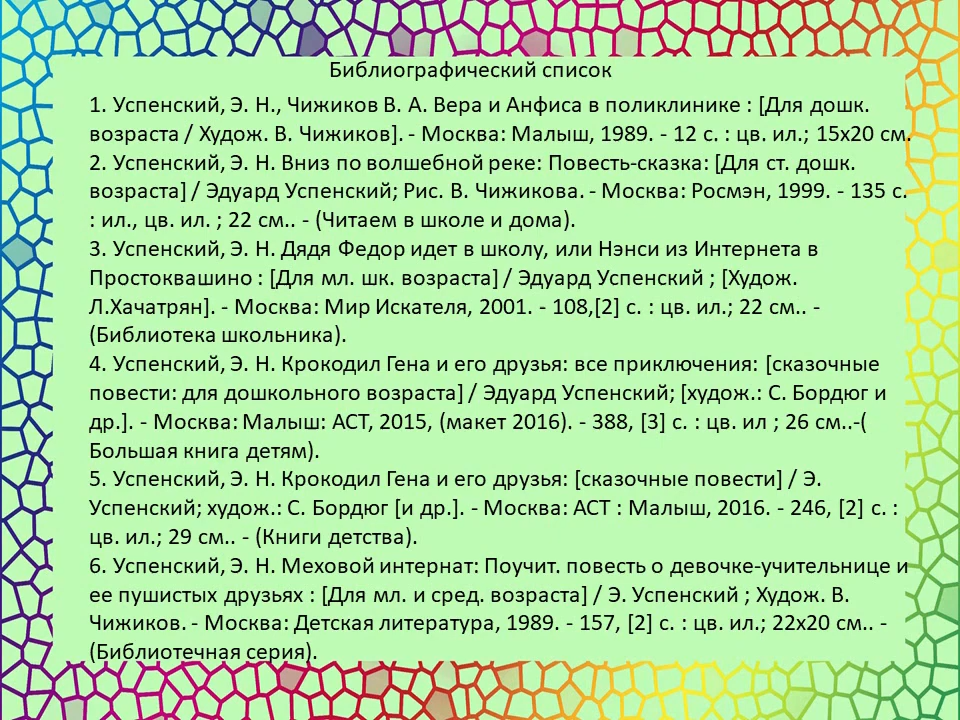 Библиографический список
1. Успенский, Э. Н., Чижиков В. А. Вера и Анфиса в поликлинике : [Для дошк.
возраста / Худож. В. Чижиков]. - Москва: Малыш, 1989. - 12 с. : цв. ил.; 15х20 см.
2. Успенский, Э. Н. Вниз по волшебной реке: Повесть-сказка: [Для ст. дошк.
возраста] / Эдуард Успенский; Рис. В. Чижикова. - Москва: Росмэн, 1999. - 135 с.
: ил., цв. ил. ; 22 см.. - (Читаем в школе и дома).
3. Успенский, Э. Н. Дядя Федор идет в школу, или Нэнси из Интернета в
Простоквашино : [Для мл. шк. возраста] / Эдуард Успенский ; [Худож.
Л.Хачатрян]. - Москва: Мир Искателя, 2001. - 108,[2] с. : цв. ил.; 22 см.. -
(Библиотека школьника).
4. Успенский, Э. Н. Крокодил Гена и его друзья: все приключения: [сказочные
повести: для дошкольного возраста] / Эдуард Успенский; [худож.: С. Бордюг и
др.]. - Москва: Малыш: АСТ, 2015, (макет 2016). - 388, [3] с. : цв. ил ; 26 см..-(
Большая книга детям).
5. Успенский, Э. Н. Крокодил Гена и его друзья: [сказочные повести] / Э.
Успенский; худож.: С. Бордюг [и др.]. - Москва: АСТ : Малыш, 2016. - 246, [2] с. :
цв. ил.; 29 см.. - (Книги детства).
6. Успенский, Э. Н. Меховой интернат: Поучит. повесть о девочке-учительнице и
ее пушистых друзьях : [Для мл. и сред. возраста] / Э. Успенский ; Худож. В.
Чижиков. - Москва: Детская литература, 1989. - 157, [2] с. : цв. ил.; 22х20 см.. -
(Библиотечная серия).